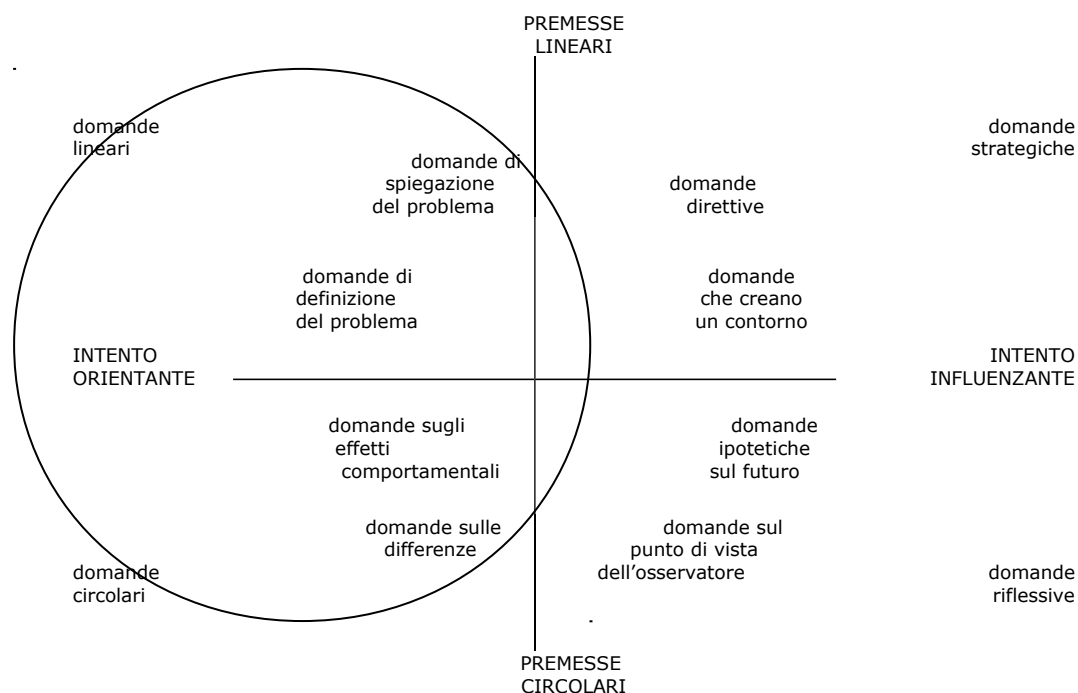 PREMESSE
LINEARI
domande
lineari
domande
strategiche
domande di
spiegazione
del problema
domande
direttive
domande di
definizione
del problema
domande
che creano
un contorno
INTENTO
ORIENTANTE
INTENTO
INFLUENZANTE
domande sugli
effetti
comportamentali
domande
ipotetiche
sul futuro
domande sulle
differenze
domande sul
punto di vista
dell’osservatore
domande
circolari
domande
riflessive
PREMESSE
CIRCOLARI